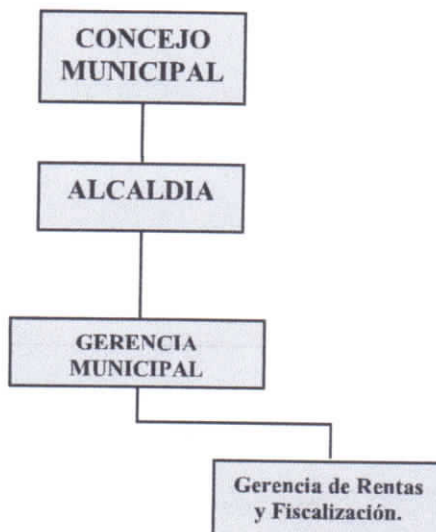 CONCEJO
MUNICIPAL
ALCALDIA
GERENCIA
MUNICIPAL
Gerencia de Rentas
y Fiscalización.